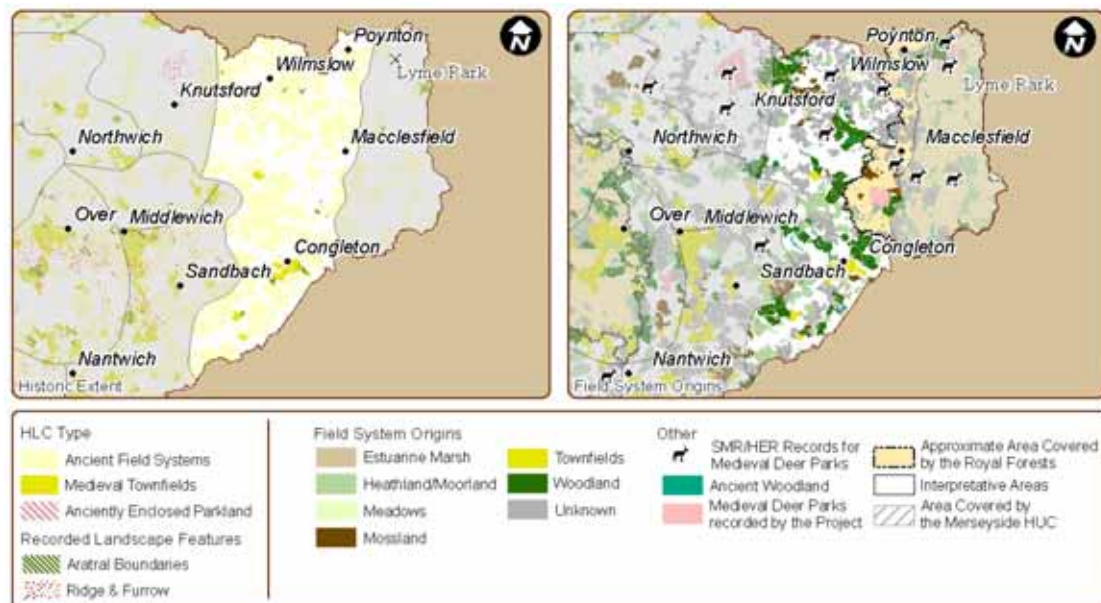 N
Poynton
Lyme Park
Wilmslow
Knutsford
Northwich
Macclesfield
Over
Middlewich
Congleton
Sandbach
Nantwich
Historic Extent
N
Poynton
Wilmslow
Lyme Park
Knutsford
Northwich
Macclesfield
Over
Middlewich
Congleton
Sandbach
Nantwich
Field System Origins
HLC Type
Ancient Field Systems
Medieval Townfields
Anciently Enclosed Parkland
Recorded Landscape Features
Aratral Boundaries
Ridge & Furrow
Field System Origins
Estuarine Marsh
Heathland/Moorland
Meadows
Mossland
Townfields
Woodland
Unknown
Other
SMR/HER Records for
Medieval Deer Parks
Ancient Woodland
Medieval Deer Parks
recorded by the Project
Approximate Area Covered
by the Royal Forests
Interpretative Areas
Area Covered by
the Merseyside HUC